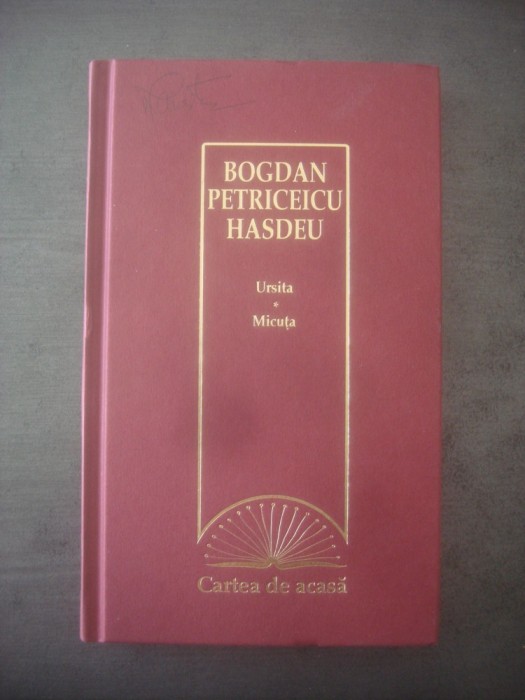 BOGDAN
PETRICEICU
HASDEU
Ursita
*
Micuța
Cartea de acasă